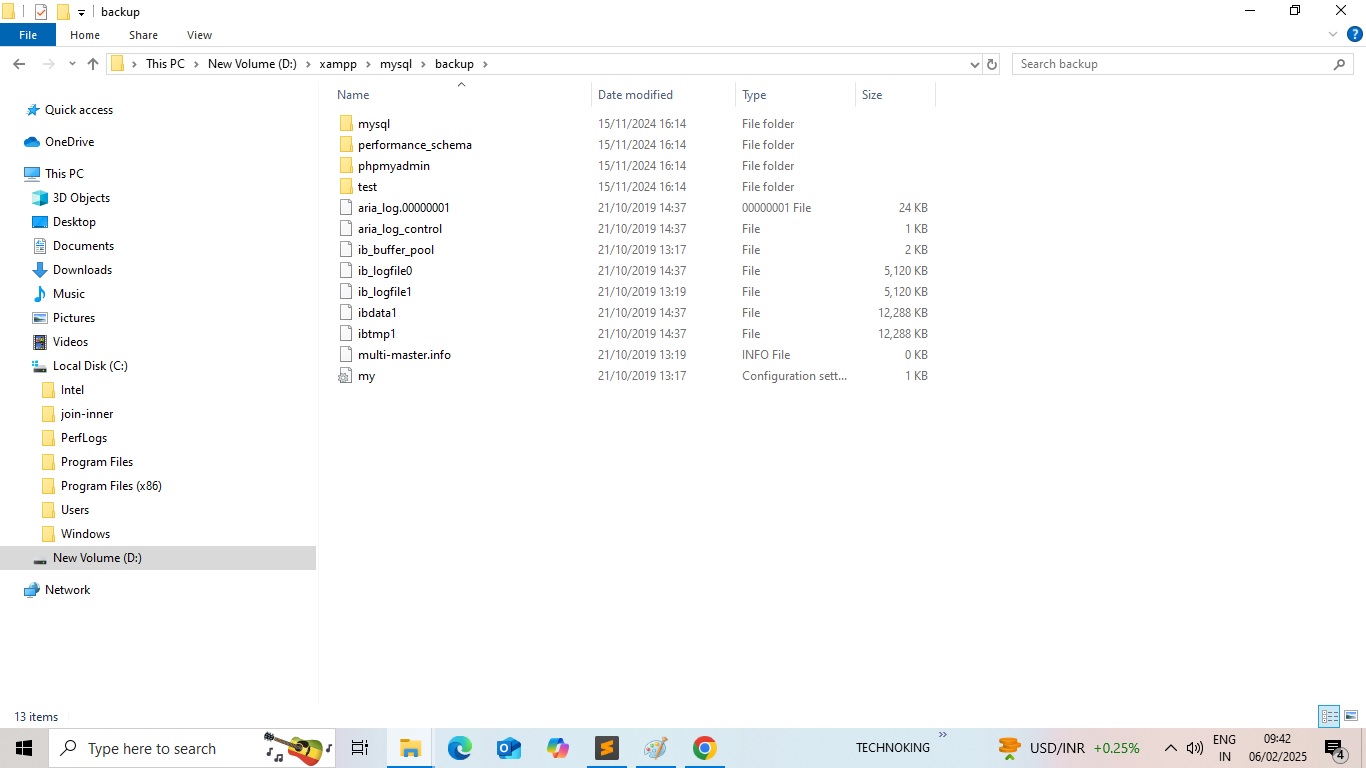 backup
File Home Share View
This PC New Volume (D:) xampp mysql backup
Search backup
Name Date modified Type Size
Quick access
OneDrive
This PC
3D Objects
Desktop
Documents
Downloads
Music
Pictures
Videos
Local Disk (C:)
Intel
join-inner
PerfLogs
Program Files
Program Files (x86)
Users
Windows
New Volume (D:)
Network
mysql 15/11/2024 16:14 File folder
performance_schema 15/11/2024 16:14 File folder
phpmyadmin 15/11/2024 16:14 File folder
test 15/11/2024 16:14 File folder
aria_log.00000001 21/10/2019 14:37 00000001 File 24 KB
aria_log_control 21/10/2019 14:37 File 1 KB
ib_buffer_pool 21/10/2019 13:17 File 2 KB
ib_logfile0 21/10/2019 14:37 File 5,120 KB
ib_logfile1 21/10/2019 13:19 File 5,120 KB
ibdata1 21/10/2019 14:37 File 12,288 KB
ibtmp1 21/10/2019 14:37 File 12,288 KB
multi-master.info 21/10/2019 13:19 INFO File 0 KB
my 21/10/2019 13:17 Configuration sett... 1 KB
13 items
Type here to search
TECHNOKING
USD/INR +0.25%
ENG
IN
09:42
06/02/2025
4